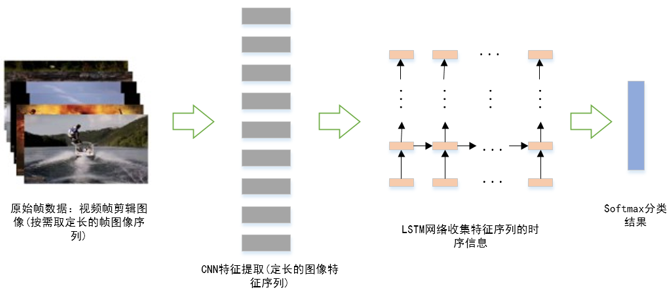 原始帧数据：视频帧剪辑图
像(按需取定长的帧图像序
列)
CNN特征提取(定长的图像特
征序列)
LSTM网络收集特征序列的时
序信息
Softmax分类
结果